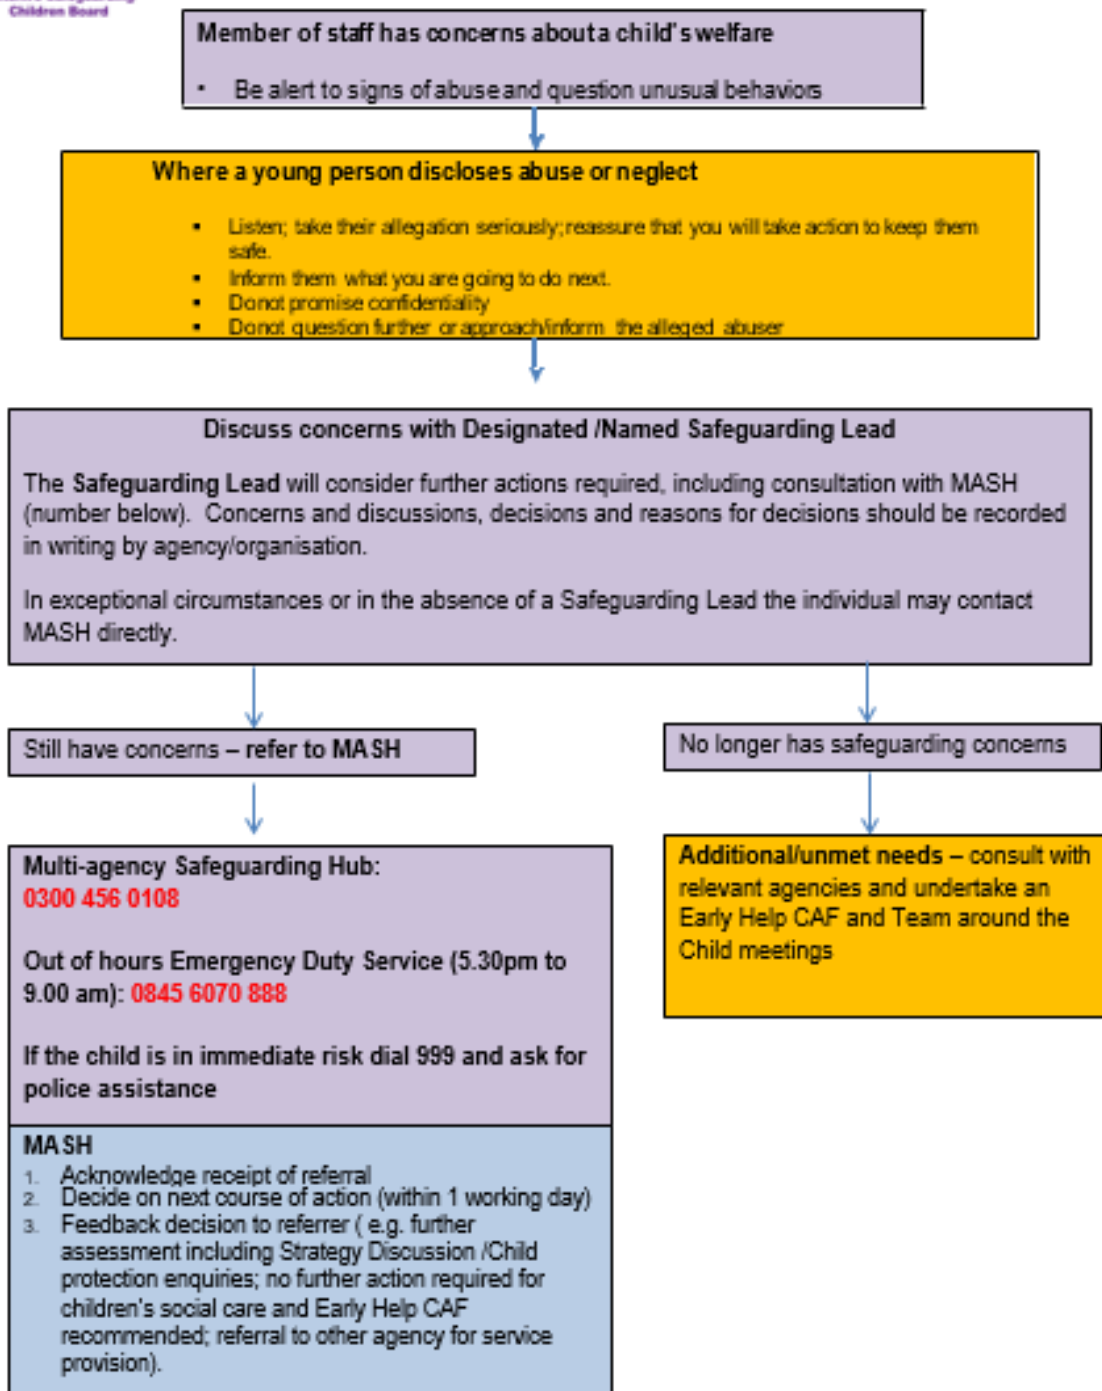 Children Board
Member of staff has concerns about a child's welfare
▪ Be alert to signs of abuse and question unusual behaviors
Where a young person discloses abuse or neglect
▪ Listen; take their allegation seriously; reassure that you will take action to keep them
safe.
▪ Inform them what you are going to do next.
▪ Do not promise confidentiality
▪ Do not question further or approach/inform the alleged abuser
Discuss concerns with Designated /Named Safeguarding Lead
The Safeguarding Lead will consider further actions required, including consultation with MASH
(number below). Concerns and discussions, decisions and reasons for decisions should be recorded
in writing by agency/organisation.
In exceptional circumstances or in the absence of a Safeguarding Lead the individual may contact
MASH directly.
Still have concerns – refer to MASH
No longer has safeguarding concerns
Multi-agency Safeguarding Hub:
0300 456 0108
Out of hours Emergency Duty Service (5.30pm to
9.00 am): 0845 6070 888
If the child is in immediate risk dial 999 and ask for
police assistance
Additional/unmet needs – consult with
relevant agencies and undertake an
Early Help CAF and Team around the
Child meetings
MASH
1. Acknowledge receipt of referral
2. Decide on next course of action (within 1 working day)
3. Feedback decision to referrer ( e.g. further
assessment including Strategy Discussion /Child
protection enquiries; no further action required for
children's social care and Early Help CAF
recommended; referral to other agency for service
provision).